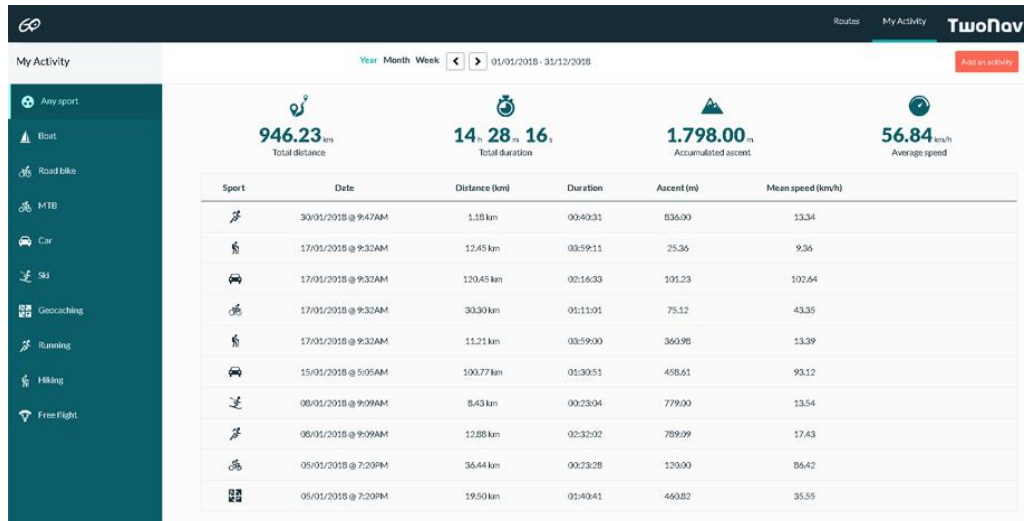 GO
Routes My Activity TwoNav
My Activity
Year Month Week < > 01/01/2018 - 31/12/2018
Add an activity
Any sport
Boat
Road bike
MTB
Car
Ski
Geocaching
Running
Hiking
Free flight
946.23 km 14 h 28 m 16 s 1.798.00 m 56.84 km/h
Total distance Total duration Accumulated ascent Average speed
Sport Date Distance (km) Duration Ascent (m) Mean speed (km/h)
30/01/2018 @ 9:47AM 1.18 km 00:40:31 836.00 13.34
17/01/2018 @ 9:32AM 12.45 km 03:59:11 25.36 9.36
17/01/2018 @ 9:32AM 120.45 km 02:16:33 101.23 102.64
17/01/2018 @ 9:32AM 30.30 km 01:11:01 75.12 43.35
17/01/2018 @ 9:32AM 11.21 km 03:59:00 360.98 13.39
15/01/2018 @ 5:05AM 100.77 km 01:30:51 458.61 93.12
08/01/2018 @ 9:09AM 8.43 km 00:23:04 779.00 13.54
08/01/2018 @ 9:09AM 12.88 km 02:32:02 789.09 17.43
05/01/2018 @ 7:20PM 36.44 km 00:23:28 120.00 86.42
05/01/2018 @ 7:20PM 19.50 km 01:40:41 460.82 35.55